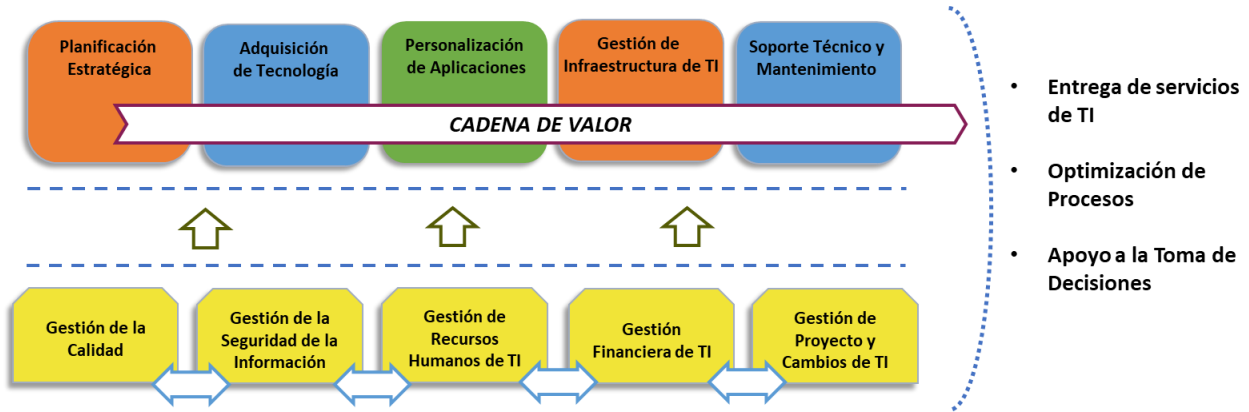 Planificación
Estratégica
Adquisición
de Tecnología
Personalización
de Aplicaciones
Gestión de
Infraestructura de TI
Soporte Técnico y
Mantenimiento
CADENA DE VALOR
Gestión de la
Calidad
Gestión de la
Seguridad de la
Información
Gestión de
Recursos
Humanos de TI
Gestión
Financiera de TI
Gestión de
Proyecto y
Cambios de TI
• Entrega de servicios
de TI
• Optimización de
Procesos
• Apoyo a la Toma de
Decisiones